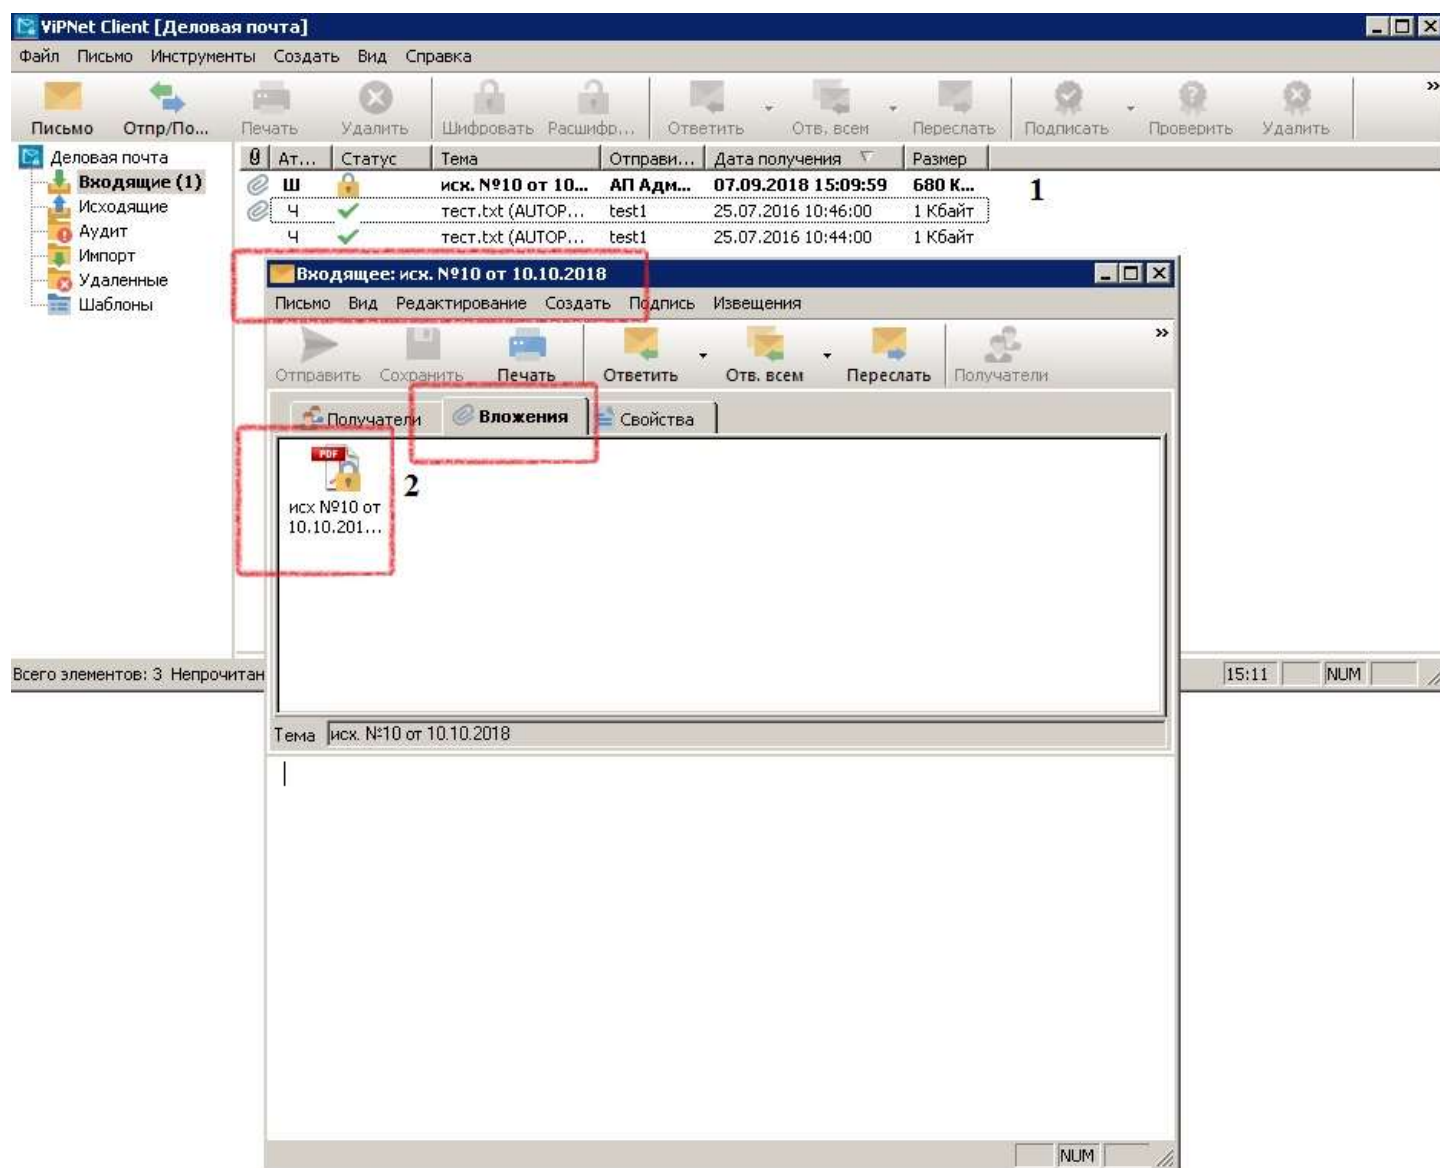 ViPNet Client [Деловая почта]
Файл Письмо Инструменты Создать Вид Справка
Письмо Отпр/По... Печать Удалить Шифровать Расшифр... Ответить Отв. всем Переслать Подписать Проверить Удалить »
Деловая почта
Входящие (1)
Исходящие
Аудит
Импорт
Удаленные
Шаблоны
Ат... Статус Тема Отправи... Дата получения Размер
Ш исх. №10 от 10... АП Адм... 07.09.2018 15:09:59 680 К... 1
Ч тест.txt (AUTOP... test1 25.07.2016 10:46:00 1 Кбайт
Ч тест.txt (AUTOP... test1 25.07.2016 10:44:00 1 Кбайт
Входящее: исх. №10 от 10.10.2018
Письмо Вид Редактирование Создать Подпись Извещения
Отправить Сохранить Печать Ответить Отв. всем Переслать Получатели »
Получатели Вложения Свойства
PDF
2
исх №10 от
10.10.201...
Всего элементов: 3 Непрочитан 15:11 NUM
Тема исх. №10 от 10.10.2018
NUM